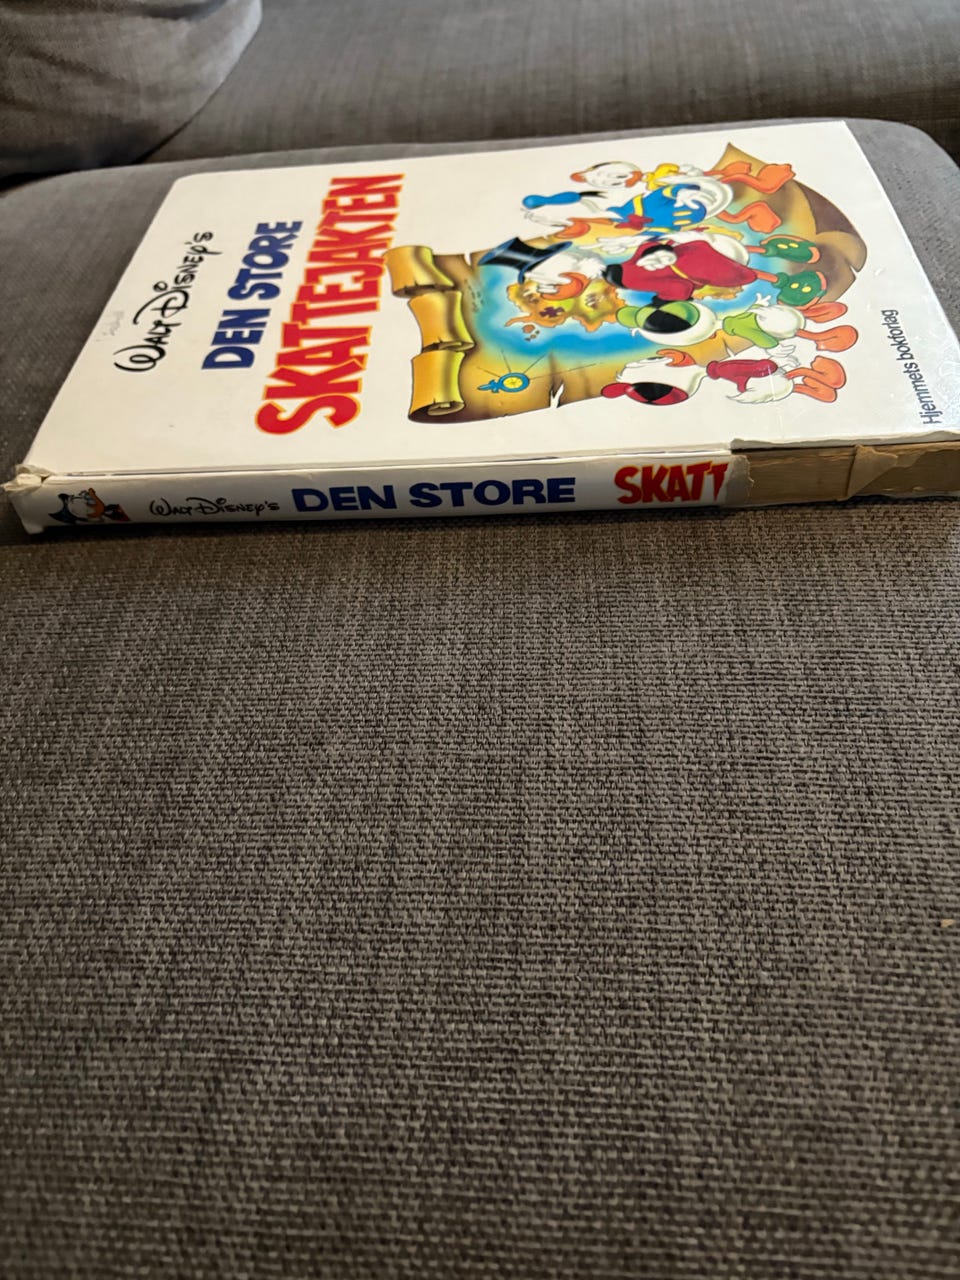 Walt Disney's
DEN STORE
SKATTEJAKTEN
Hjemmets bokforlag
Walt Disney's DEN STORE SKATT